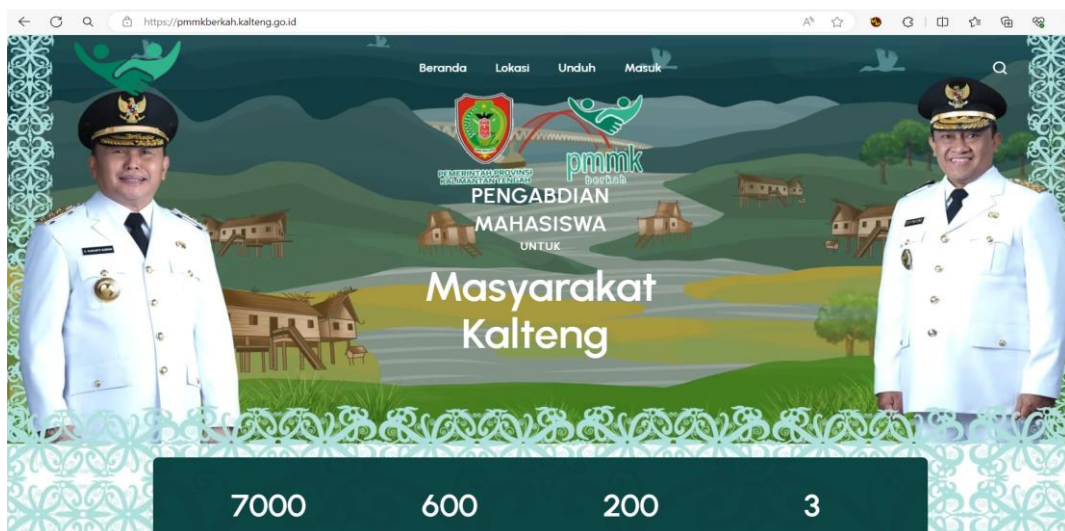 https://pmmkberkah.kalteng.go.id
Beranda Lokasi Unduh Masuk
PEMERINTAH PROVINSI
KALIMANTAN TENGAH
pmmk
berkah
PENGABDIAN
MAHASISWA
UNTUK
Masyarakat
Kalteng
7000 600 200 3